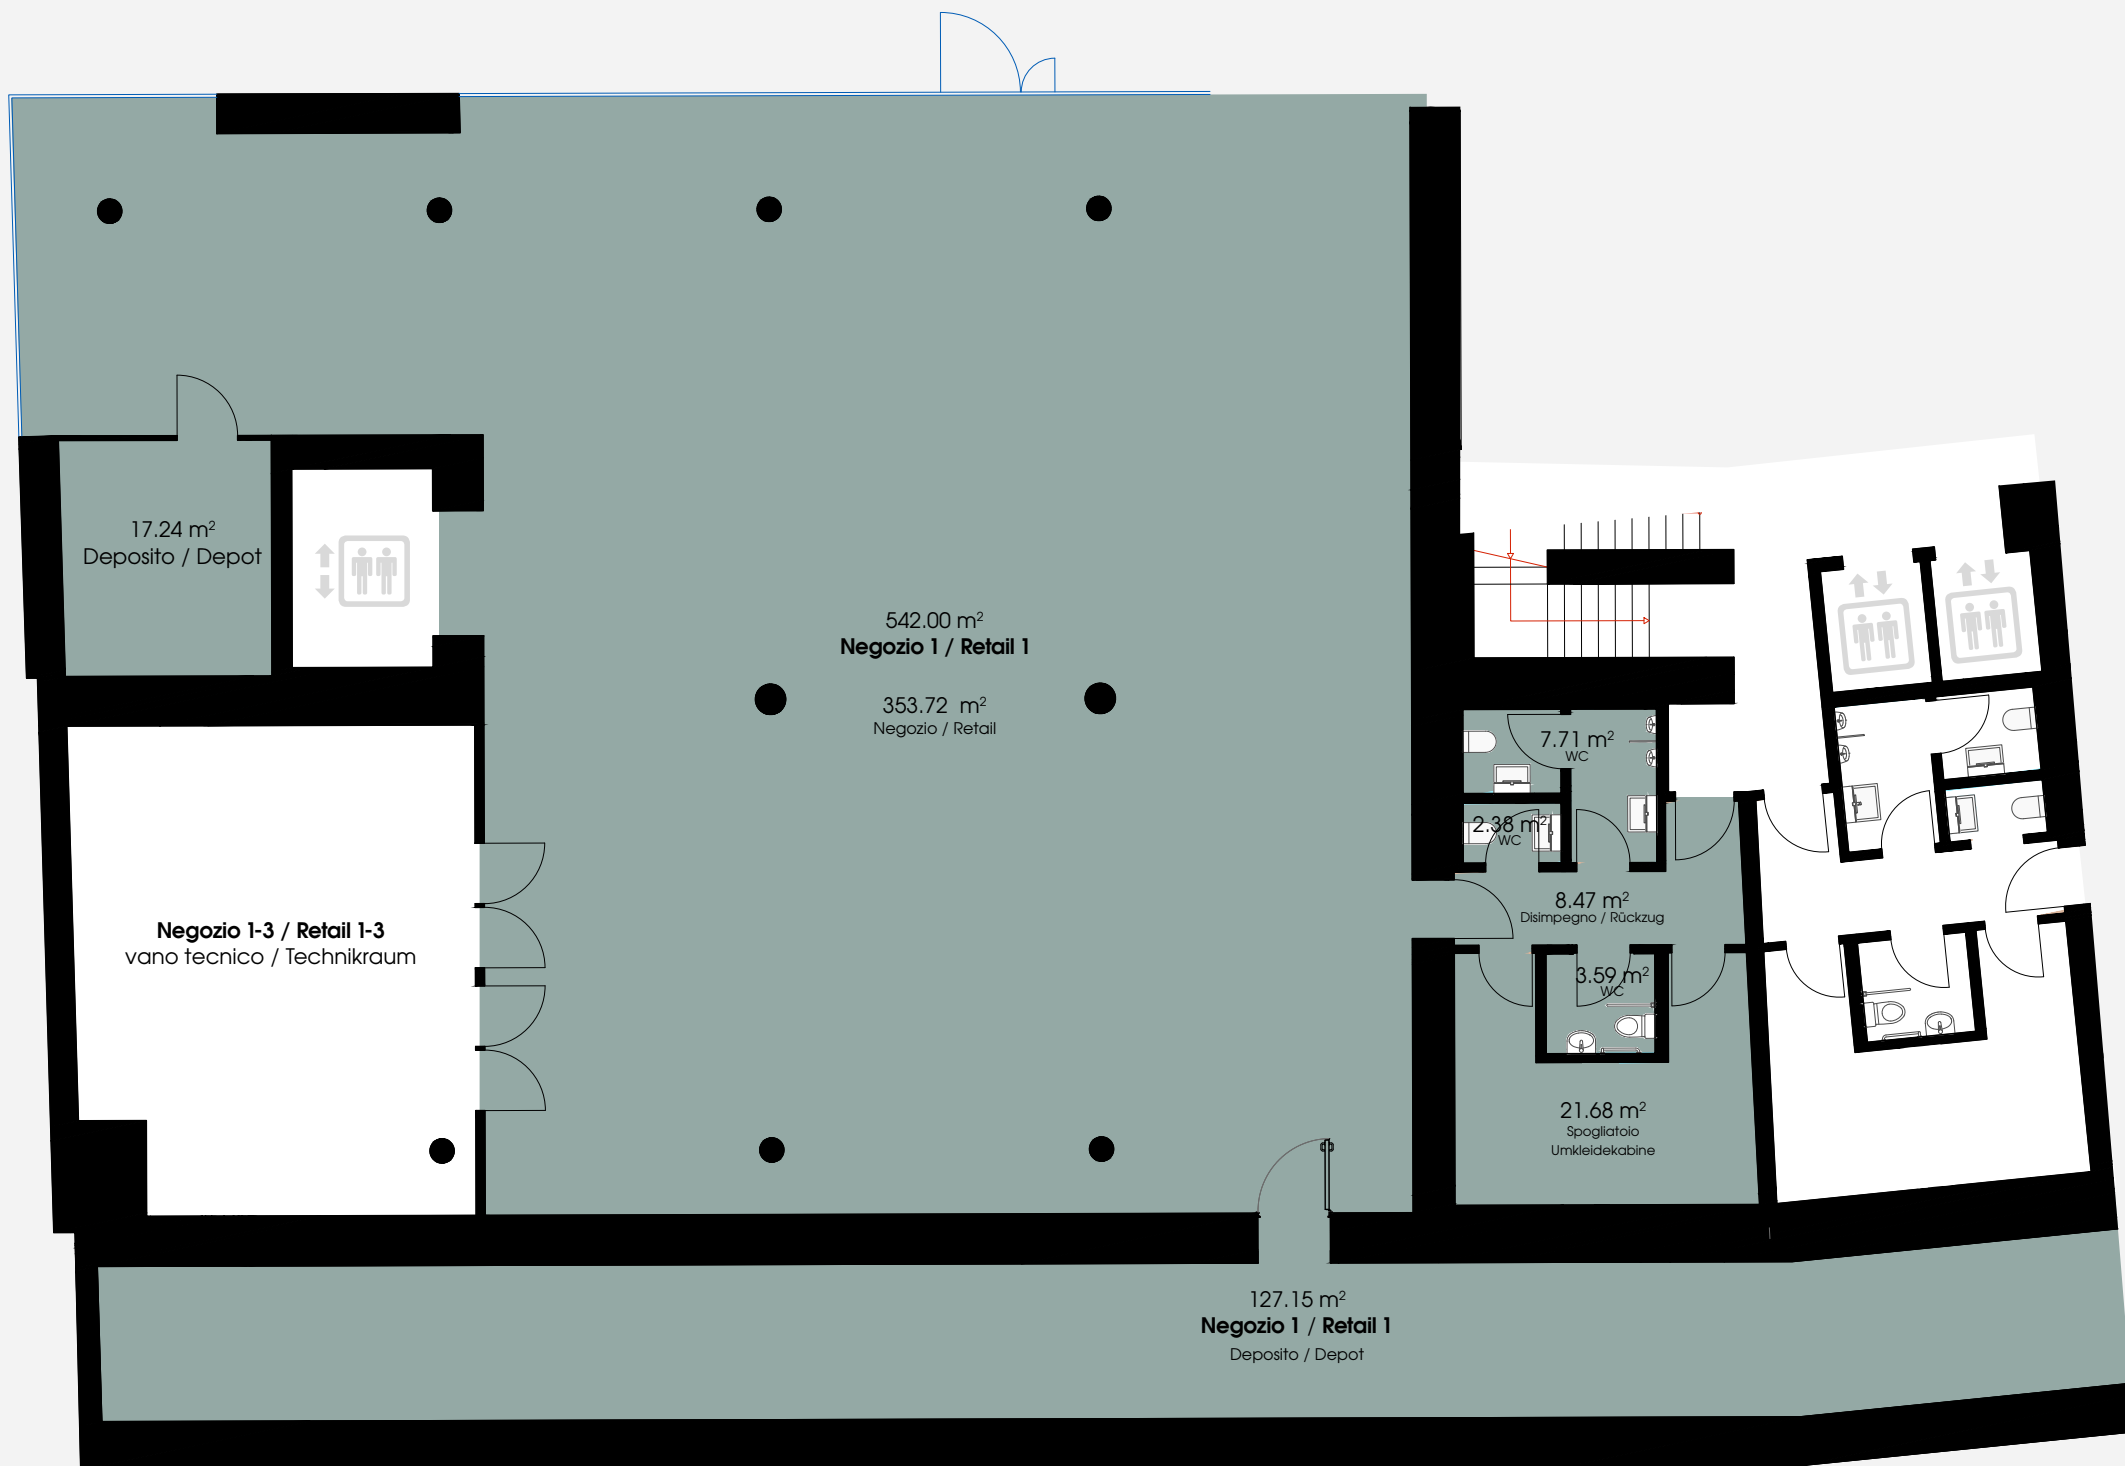 17.24 m²
Deposito / Depot
542.00 m²
Negozio 1 / Retail 1
353.72 m²
Negozio / Retail
7.71 m²
WC
2.38 m²
WC
8.47 m²
Disimpegno / Rückzug
3.59 m²
WC
Negozio 1-3 / Retail 1-3
vano tecnico / Technikraum
21.68 m²
Spogliatoio
Umkleidekabine
127.15 m²
Negozio 1 / Retail 1
Deposito / Depot